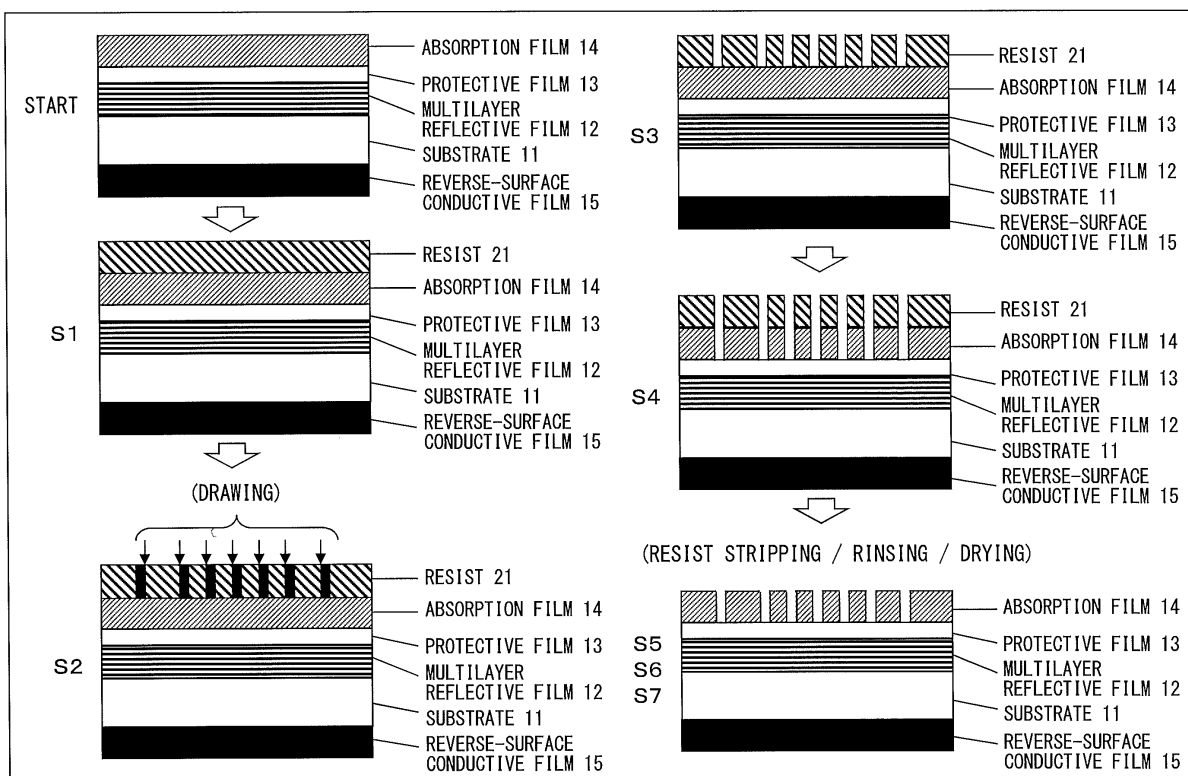 START
ABSORPTION FILM 14
PROTECTIVE FILM 13
MULTILAYER
REFLECTIVE FILM 12
SUBSTRATE 11
REVERSE-SURFACE
CONDUCTIVE FILM 15
S1
RESIST 21
ABSORPTION FILM 14
PROTECTIVE FILM 13
MULTILAYER
REFLECTIVE FILM 12
SUBSTRATE 11
REVERSE-SURFACE
CONDUCTIVE FILM 15
(DRAWING)
S2
RESIST 21
ABSORPTION FILM 14
PROTECTIVE FILM 13
MULTILAYER
REFLECTIVE FILM 12
SUBSTRATE 11
REVERSE-SURFACE
CONDUCTIVE FILM 15
S3
RESIST 21
ABSORPTION FILM 14
PROTECTIVE FILM 13
MULTILAYER
REFLECTIVE FILM 12
SUBSTRATE 11
REVERSE-SURFACE
CONDUCTIVE FILM 15
S4
RESIST 21
ABSORPTION FILM 14
PROTECTIVE FILM 13
MULTILAYER
REFLECTIVE FILM 12
SUBSTRATE 11
REVERSE-SURFACE
CONDUCTIVE FILM 15
(RESIST STRIPPING / RINSING / DRYING)
S5
S6
S7
ABSORPTION FILM 14
PROTECTIVE FILM 13
MULTILAYER
REFLECTIVE FILM 12
SUBSTRATE 11
REVERSE-SURFACE
CONDUCTIVE FILM 15